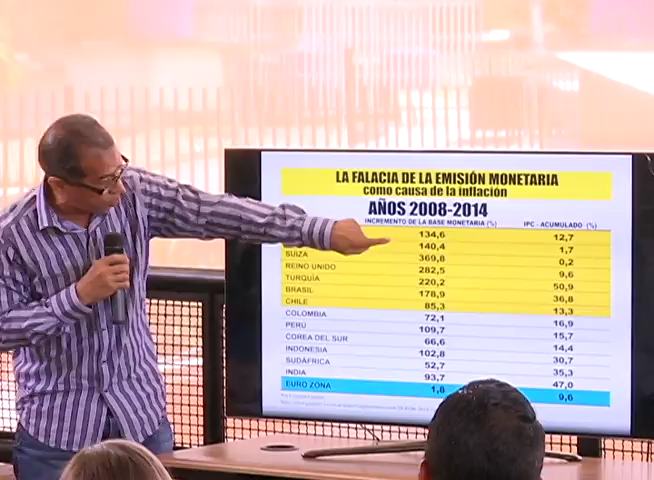 LA FALACIA DE LA EMISIÓN MONETARIA
como causa de la inflación
AÑOS 2008-2014
INCREMENTO DE LA BASE MONETARIA (%) IPC - ACUMULADO (%)
134,6 12,7
140,4 1,7
SUIZA 369,8 0,2
REINO UNIDO 282,5 9,6
TURQUÍA 220,2 50,9
BRASIL 178,9 36,8
CHILE 85,3 13,3
COLOMBIA 72,1 16,9
PERÚ 109,7 15,7
COREA DEL SUR 66,6 14,4
INDONESIA 102,8 30,7
SUDÁFRICA 52,7 35,3
INDIA 93,7 47,0
EURO ZONA 1,8 9,6